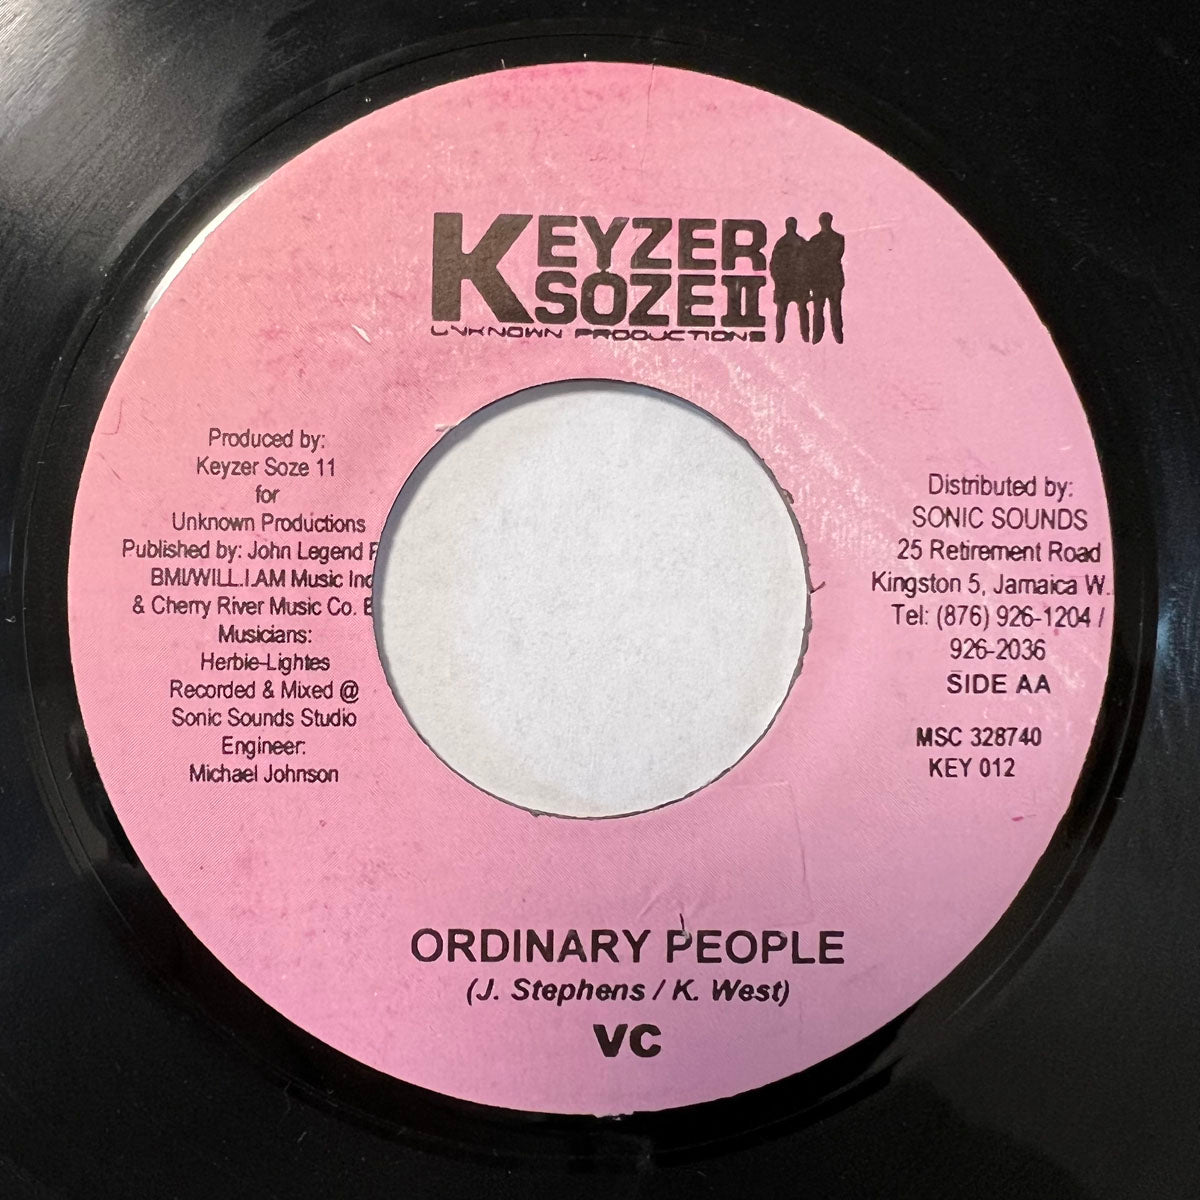 KEYZER
SÖZE II
UNKNOWN PRODUCTIONS
Produced by:
Keyzer Soze 11
for
Unknown Productions
Published by: John Legend
BMI/WILL.I.AM Music Inc
& Cherry River Music Co.
Musicians:
Herbie-Lightes
Recorded & Mixed @
Sonic Sounds Studio
Engineer:
Michael Johnson
Distributed by:
SONIC SOUNDS
25 Retirement Road
Kingston 5, Jamaica W.
Tel: (876) 926-1204 /
926-2036
SIDE AA
MSC 328740
KEY 012
ORDINARY PEOPLE
(J. Stephens / K. West)
VC